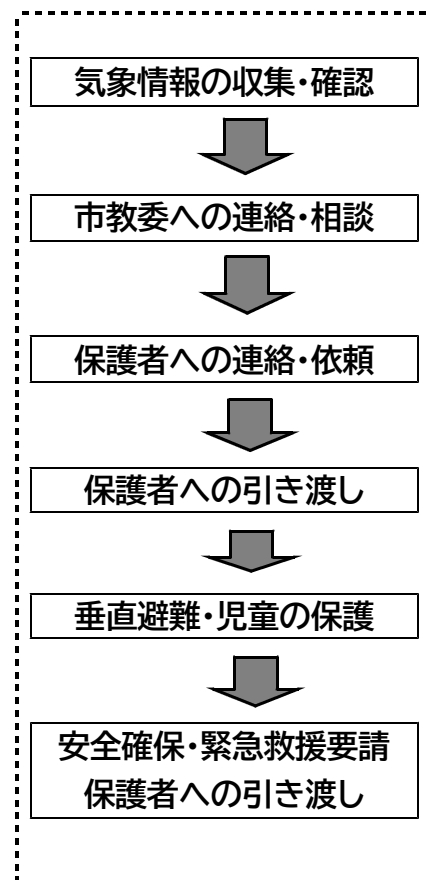 気象情報の収集・確認
市教委への連絡・相談
保護者への連絡・依頼
保護者への引き渡し
垂直避難・児童の保護
安全確保・緊急救援要請
保護者への引き渡し